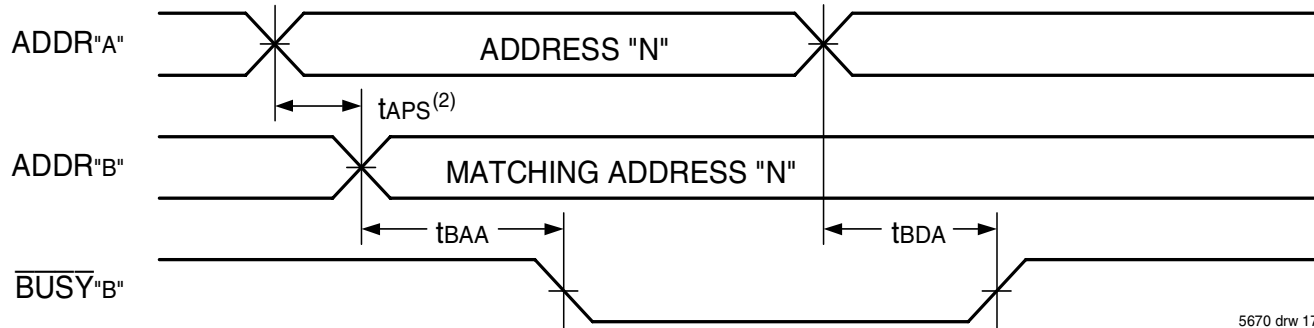 ADDR"A"
ADDRESS "N"
tAPS(2)
ADDR"B"
MATCHING ADDRESS "N"
tBAA
tBDA
BUSY"B"
5670 drw 17